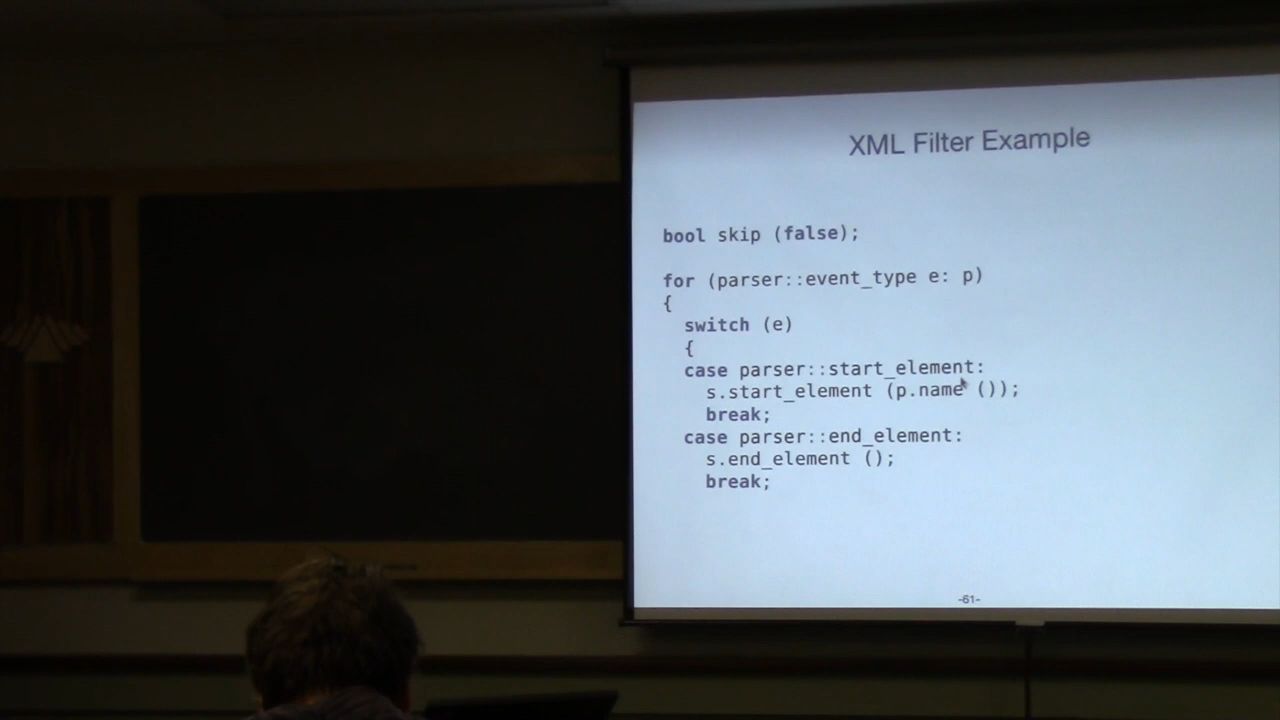 XML Filter Example
bool skip (false);
for (parser::event_type e: p)
{
  switch (e)
  {
  case parser::start_element:
    s.start_element (p.name ());
    break;
  case parser::end_element:
    s.end_element ();
    break;
-61-